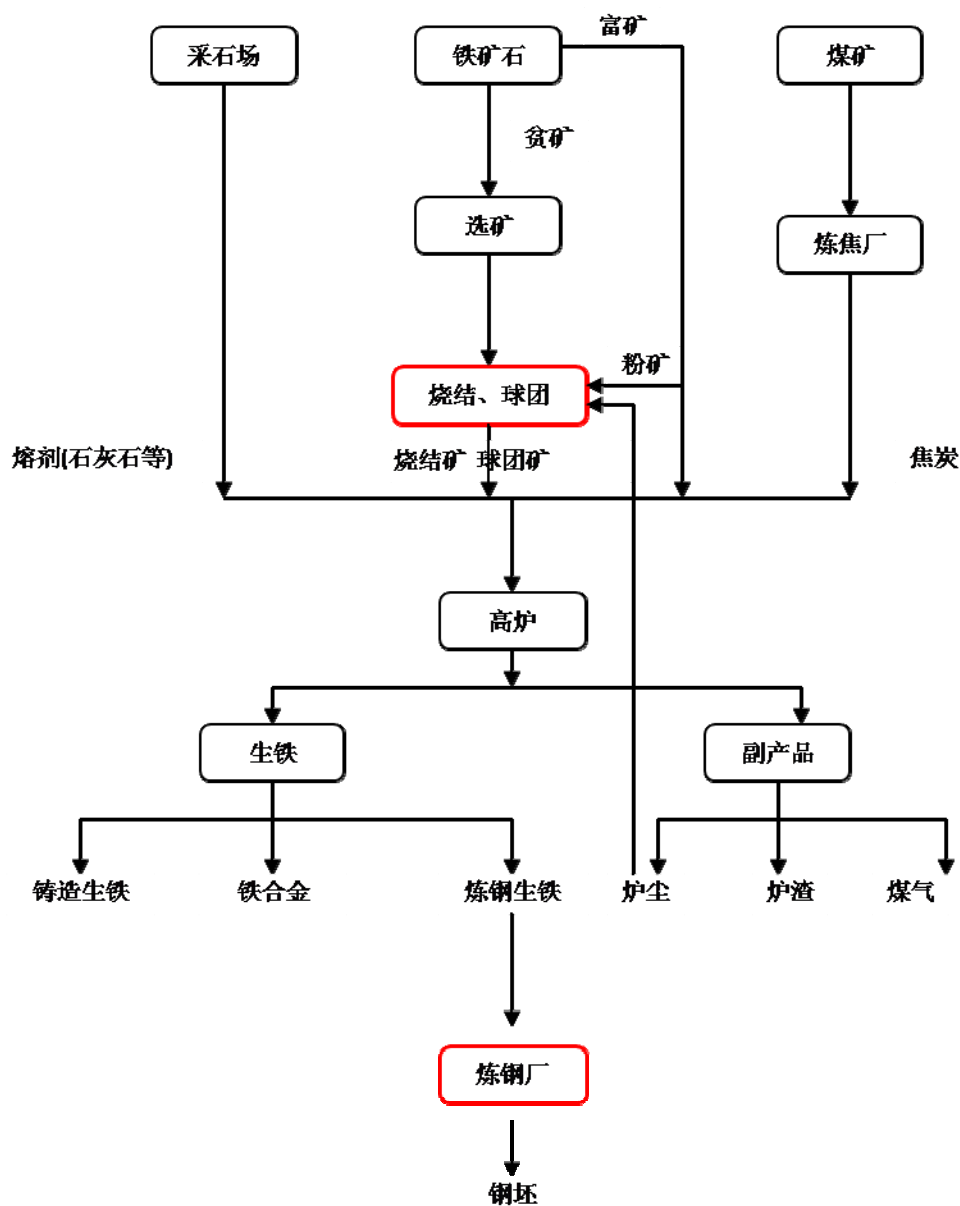 富矿
采石场
铁矿石
煤矿
贫矿
选矿
炼焦厂
粉矿
烧结、球团
熔剂(石灰石等)
烧结矿 球团矿
焦炭
高炉
生铁
副产品
铸造生铁
铁合金
炼钢生铁
炉尘
炉渣
煤气
炼钢厂
钢坯